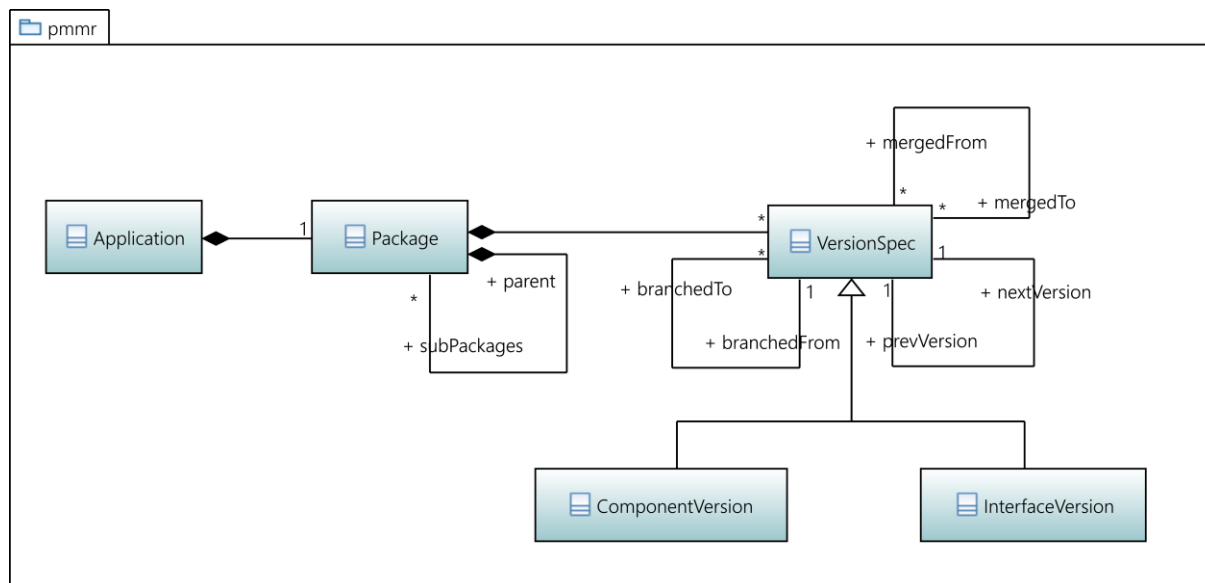 pmmr
+ mergedFrom
*
*
+ mergedTo
Application
1
Package
*
VersionSpec
*
+ parent
*
+ subPackages
+ branchedTo
1
+ branchedFrom
1
1
+ nextVersion
+ prevVersion
ComponentVersion
InterfaceVersion